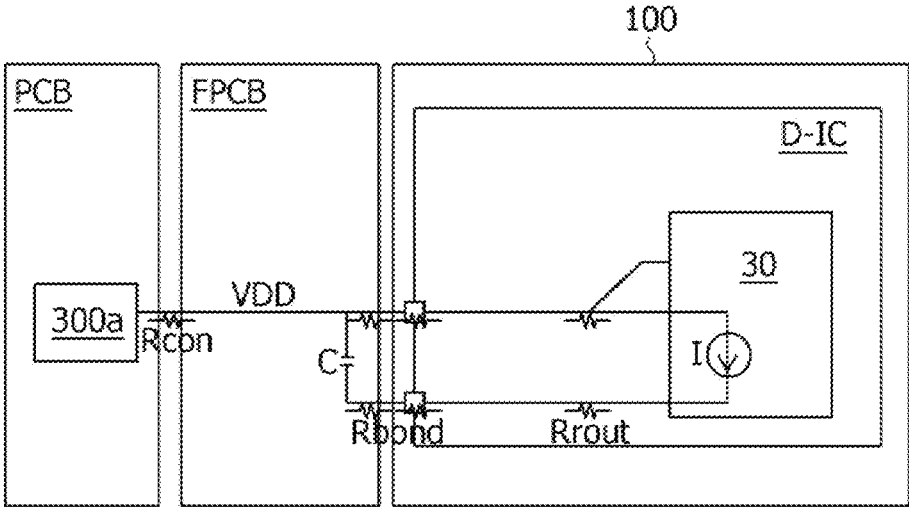 100
PCB
FPCB
D-IC
30
VDD
300a
Rcon
C
I
Rbond
Rrout